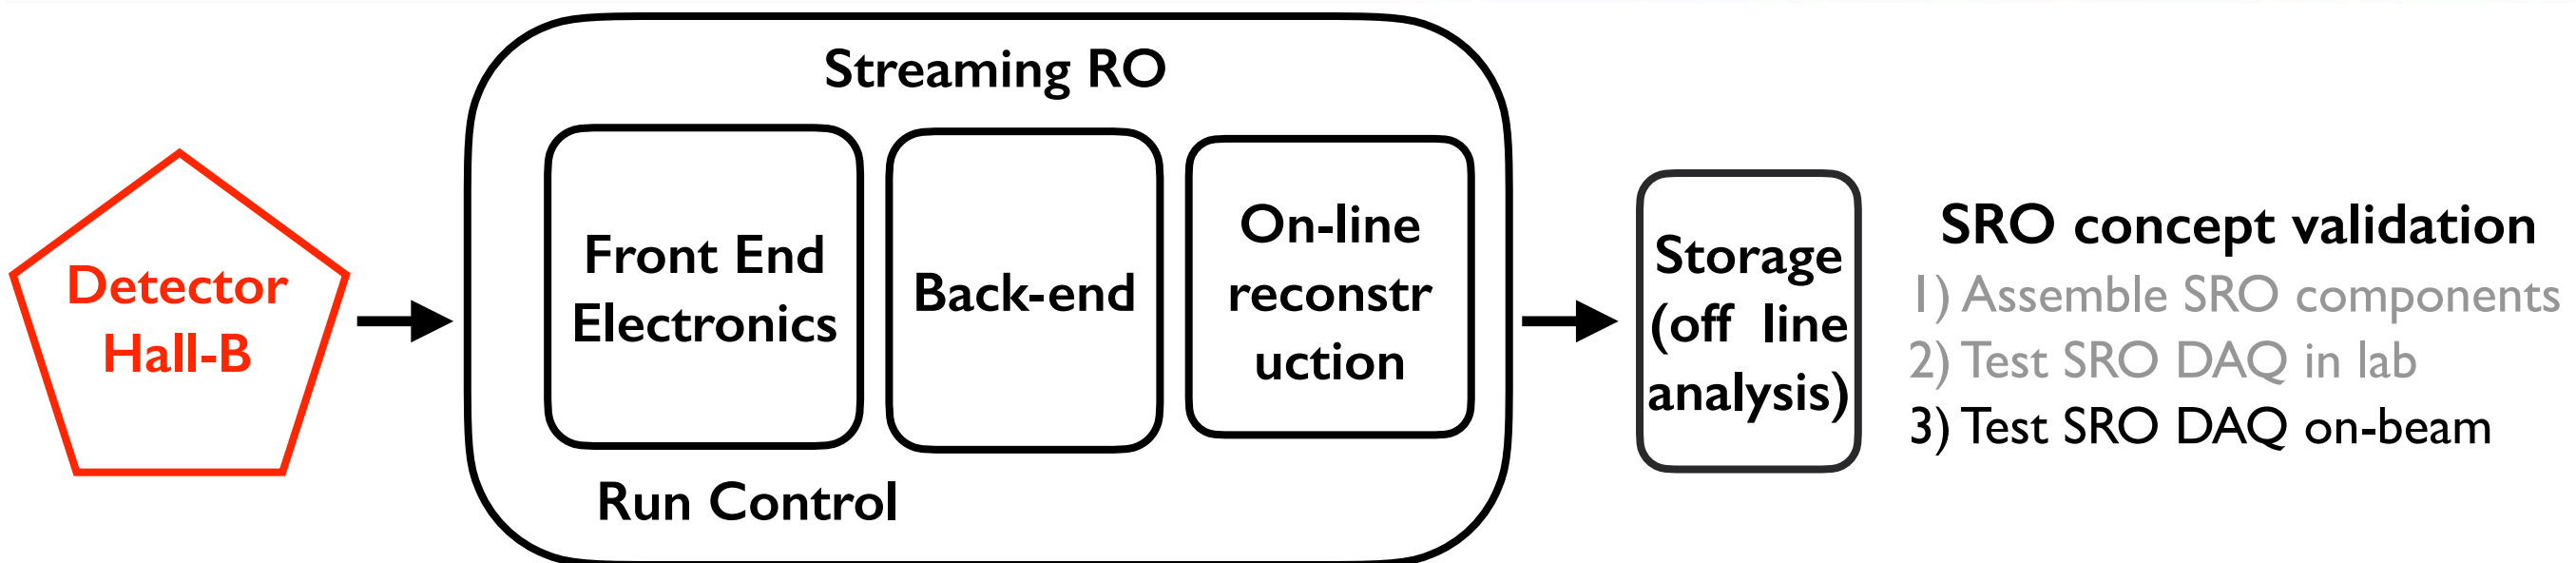 Streaming RO
Detector
Hall-B
Front End
Electronics
Back-end
On-line
reconstr
uction
Run Control
Storage
(off line
analysis)
SRO concept validation
1) Assemble SRO components
2) Test SRO DAQ in lab
3) Test SRO DAQ on-beam